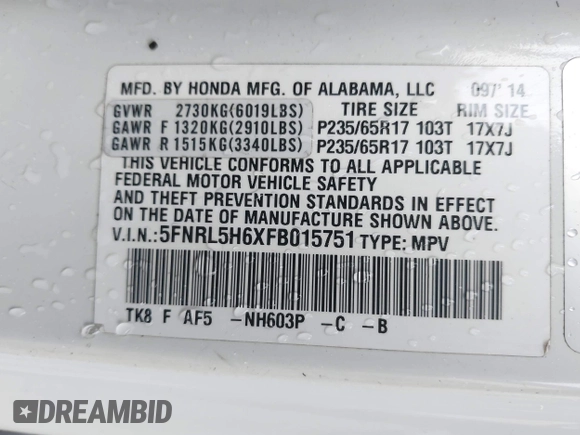 MFD. BY HONDA MFG. OF ALABAMA, LLC 09/'14
GVWR 2730KG(6019LBS) TIRE SIZE RIM SIZE
GAWR F 1320KG(2910LBS) P235/65R17 103T 17X7J
GAWR R 1515KG(3340LBS) P235/65R17 103T 17X7J
THIS VEHICLE CONFORMS TO ALL APPLICABLE
FEDERAL MOTOR VEHICLE SAFETY
AND THEFT PREVENTION STANDARDS IN EFFECT
ON THE DATE OF MANUFACTURE SHOWN ABOVE.
V.I.N.:5FNRL5H6XFB015751 TYPE: MPV
TK8 F AF5 -NH603P -C -B
DREAMBID